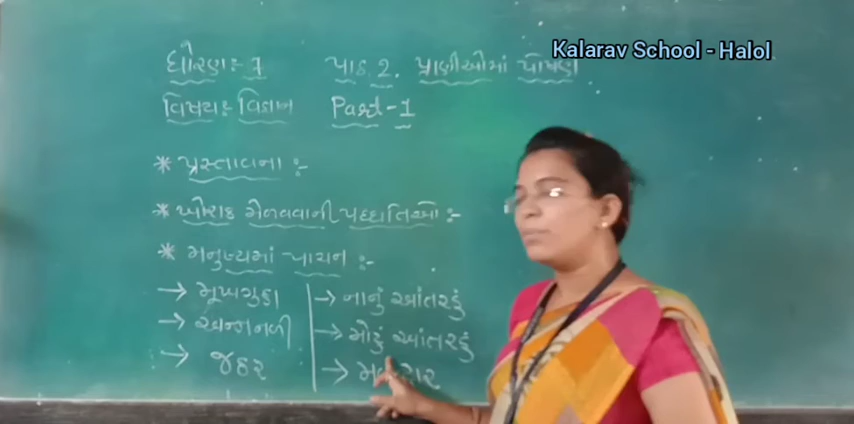 Kalarav School - Halol
ધોરણ:- 7 પાઠ 2. પ્રાણીઓમાં પોષણ
વિષય:- વિજ્ઞાન Part-1
* પ્રસ્તાવના :-
* ખોરાક મેળવવાની પધ્ધતિઓ :-
* મનુષ્યમાં પાચન :-
→ મૂખગુહા → નાનું આંતરડું
→ અન્નનળી → મોટું આંતરડું
→ જઠર →